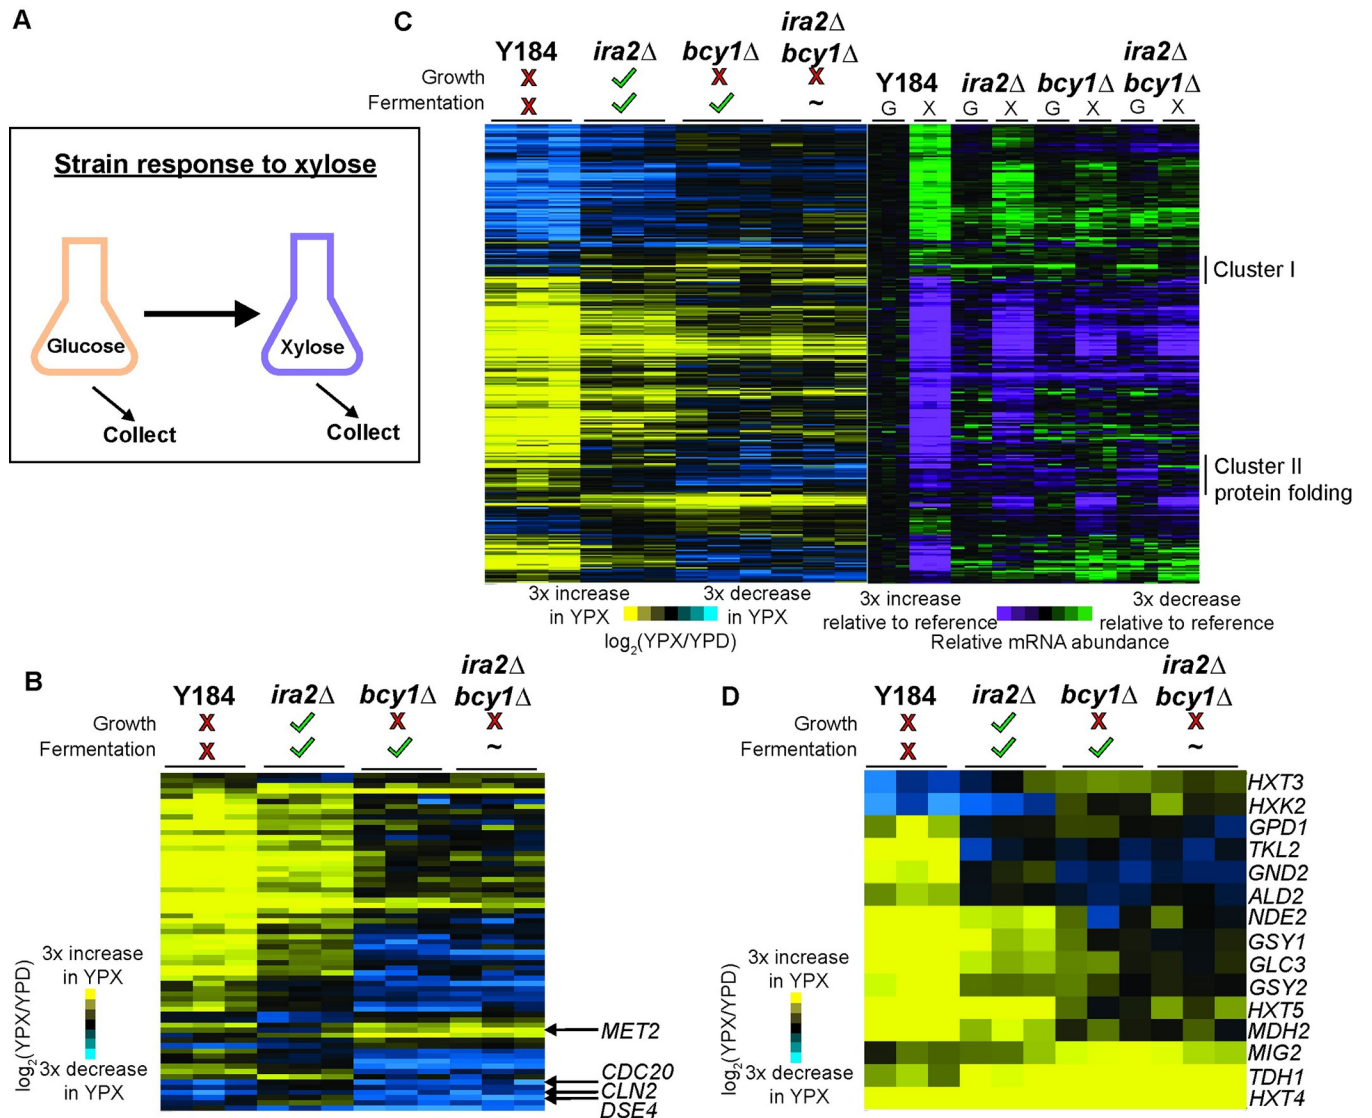 A
Strain response to xylose
Glucose
Xylose
Collect
Collect
C
Y184 ira2Δ bcy1Δ ira2Δ bcy1Δ
Growth X ✓ X X
Fermentation X ✓ ✓ ~
Y184 ira2Δ bcy1Δ ira2Δ bcy1Δ
G X G X G X G X
Cluster I
Cluster II
protein folding
3x increase in YPX
3x decrease in YPX
log2(YPX/YPD)
3x increase relative to reference
3x decrease relative to reference
Relative mRNA abundance
B
Y184 ira2Δ bcy1Δ ira2Δ bcy1Δ
Growth X ✓ X X
Fermentation X ✓ ✓ ~
3x increase in YPX
log2(YPX/YPD)
3x decrease in YPX
MET2
CDC20
CLN2
DSE4
D
Y184 ira2Δ bcy1Δ ira2Δ bcy1Δ
Growth X ✓ X X
Fermentation X ✓ ✓ ~
3x increase in YPX
log2(YPX/YPD)
3x decrease in YPX
HXT3
HXK2
GPD1
TKL2
GND2
ALD2
NDE2
GSY1
GLC3
GSY2
HXT5
MDH2
MIG2
TDH1
HXT4